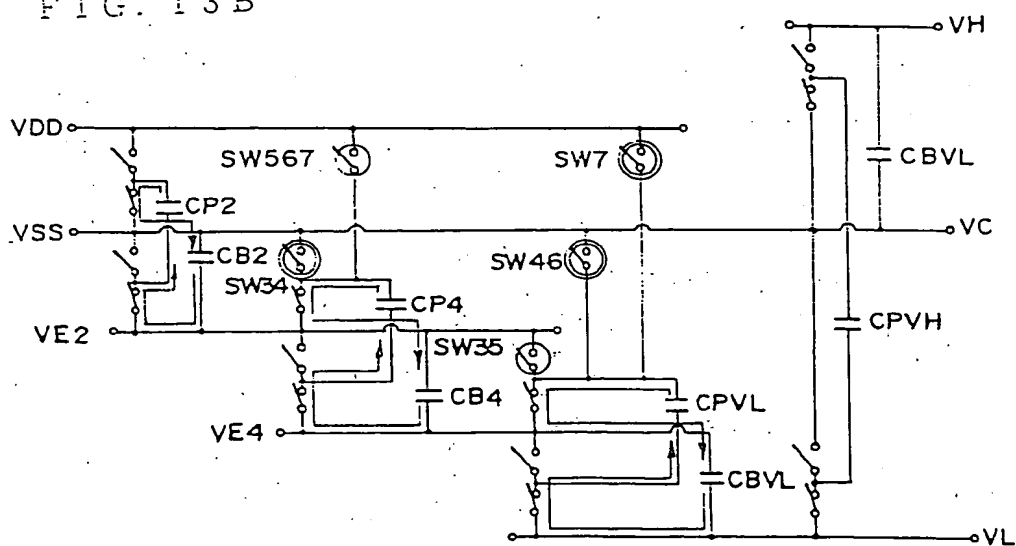 FIG. 13B
VH
VDD
SW567
SW7
CBVL
CP2
VSS
VC
CB2
SW46
SW34
CP4
CPVH
VE2
SW35
CB4
CPVL
VE4
CBVL
VL